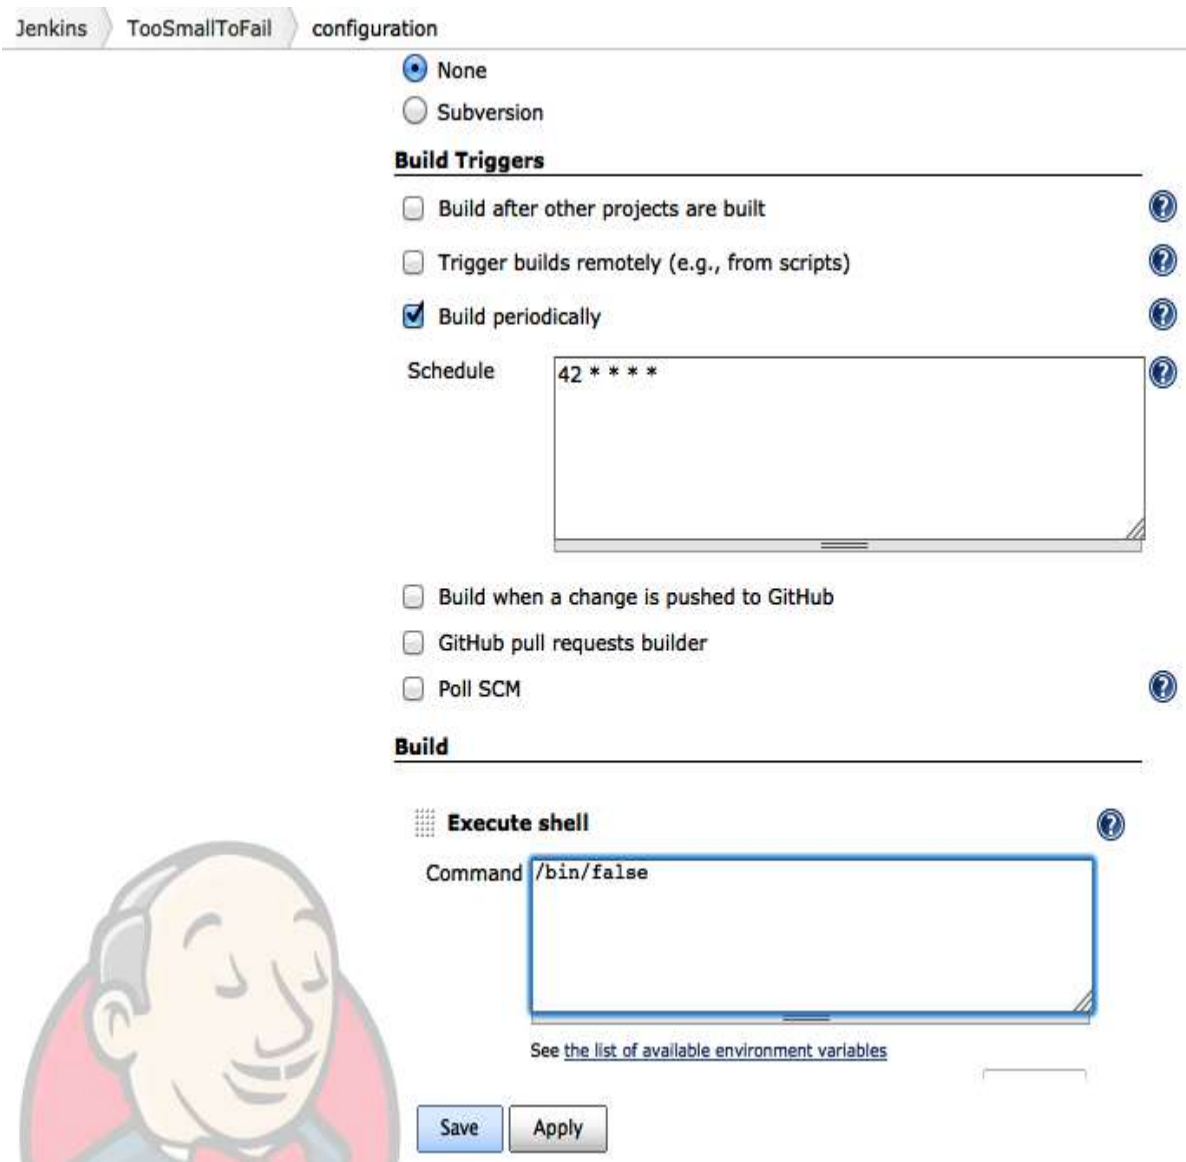 Jenkins TooSmallToFail configuration
None
Subversion
Build Triggers
Build after other projects are built
Trigger builds remotely (e.g., from scripts)
Build periodically
Schedule 42 * * * *
Build when a change is pushed to GitHub
GitHub pull requests builder
Poll SCM
Build
Execute shell
Command /bin/false
See the list of available environment variables
Save Apply